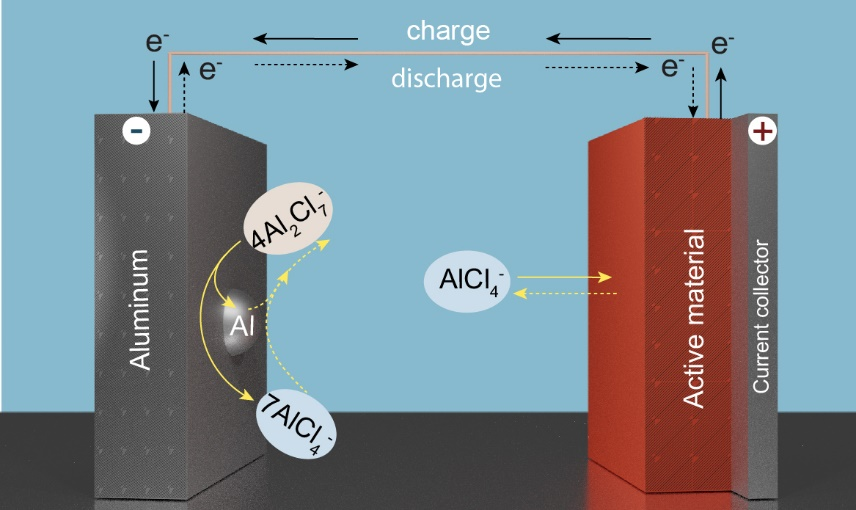 charge
e-
e-
e-
e-
discharge
-
+
4Al2Cl7-
Aluminum
Al
AlCl4-
Active material
Current collector
7AlCl4-